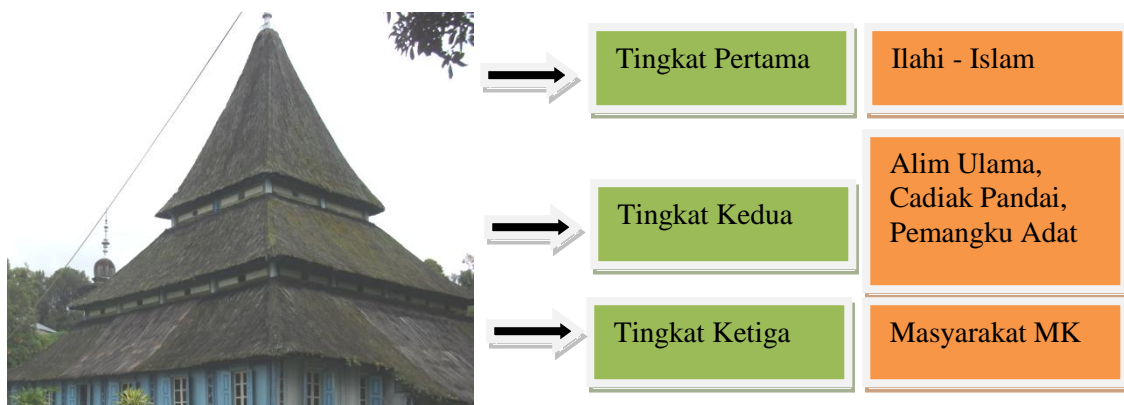 Tingkat Pertama
Ilahi - Islam
Tingkat Kedua
Alim Ulama,
Cadiak Pandai,
Pemangku Adat
Tingkat Ketiga
Masyarakat MK